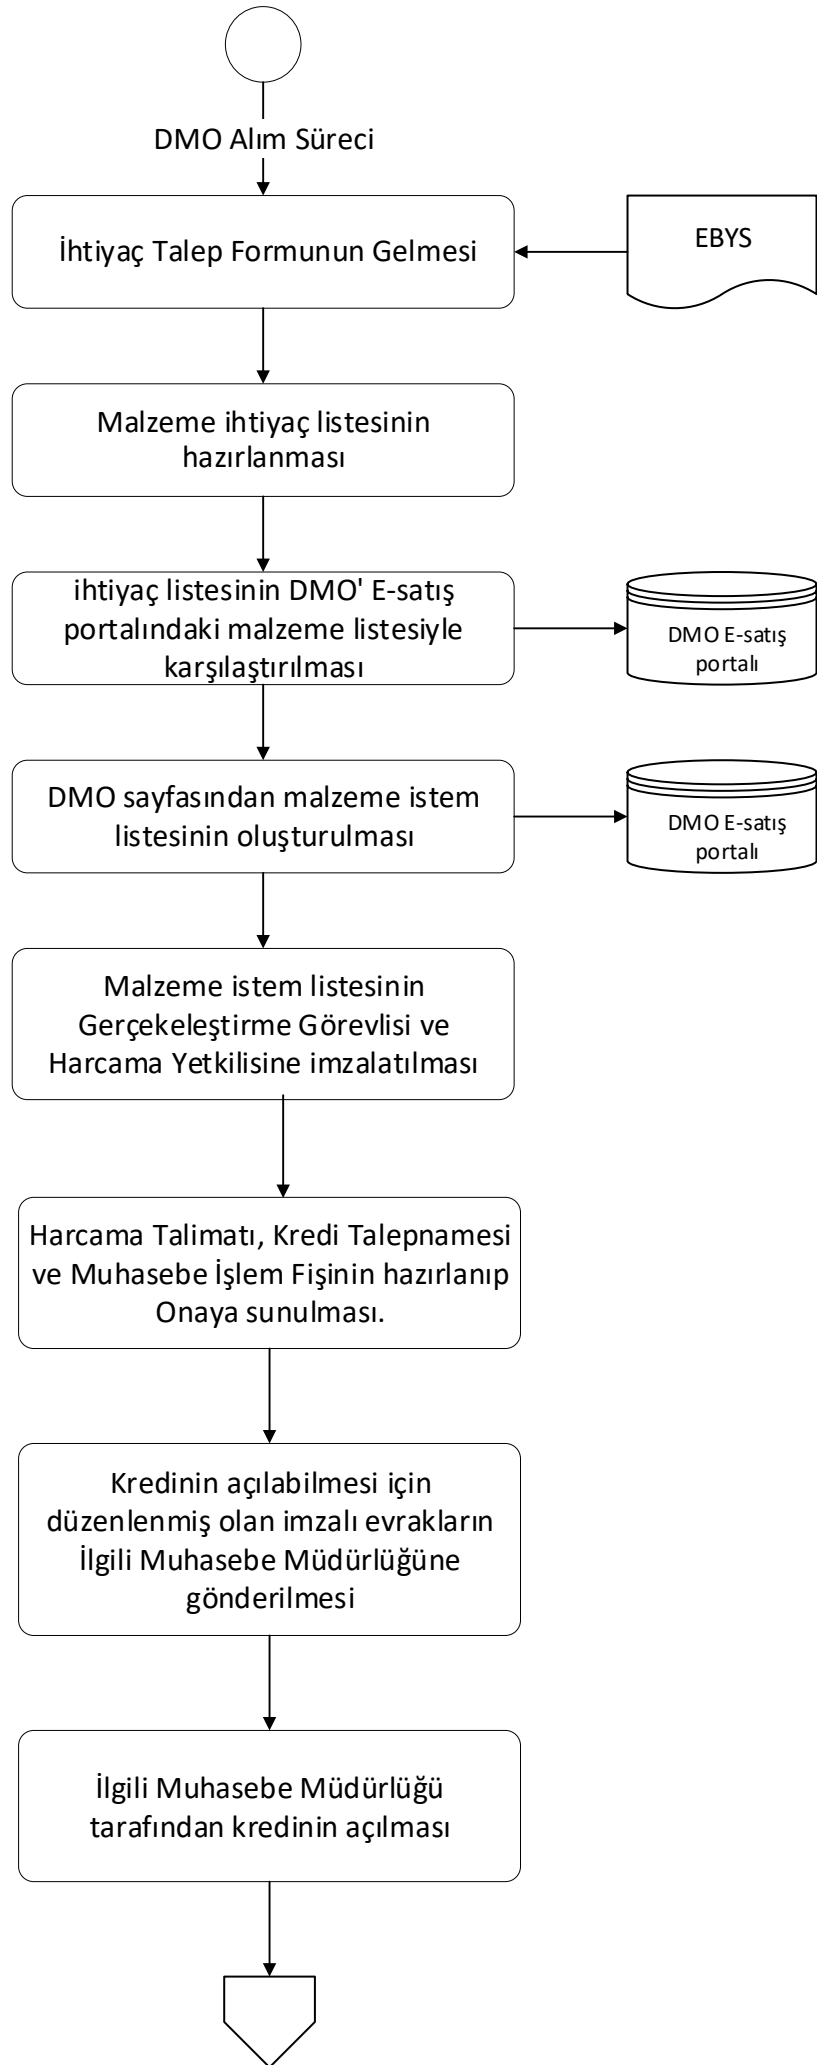 DMO Alım Süreci
İhtiyaç Talep Formunun Gelmesi
EBYS
Malzeme ihtiyaç listesinin
hazırlanması
ihtiyaç listesinin DMO' E-satış
portalındaki malzeme listesiyle
karşılaştırılması
DMO E-satış
portalı
DMO sayfasından malzeme istem
listesinin oluşturulması
DMO E-satış
portalı
Malzeme istem listesinin
Gerçekeleştirme Görevlisi ve
Harcama Yetkilisine imzalatılması
Harcama Talimatı, Kredi Talepnamesi
ve Muhasebe İşlem Fişinin hazırlanıp
Onaya sunulması.
Kredinin açılabilmesi için
düzenlenmiş olan imzalı evrakların
İlgili Muhasebe Müdürlüğüne
gönderilmesi
İlgili Muhasebe Müdürlüğü
tarafından kredinin açılması